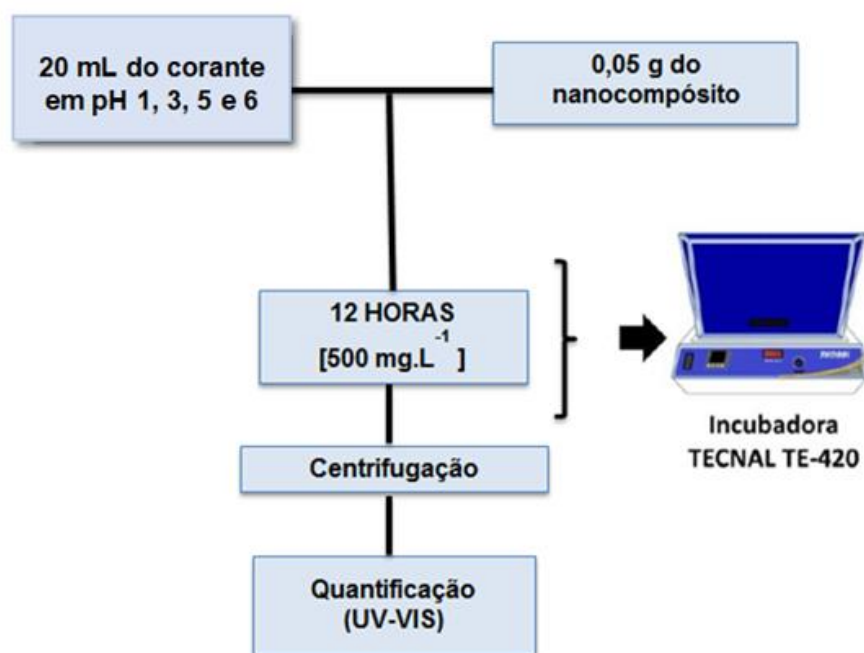 20 mL do corante
em pH 1, 3, 5 e 6
0,05 g do
nanocompósito
12 HORAS
[500 mg.L⁻¹ ]
Incubadora
TECNAL TE-420
Centrifugação
Quantificação
(UV-VIS)